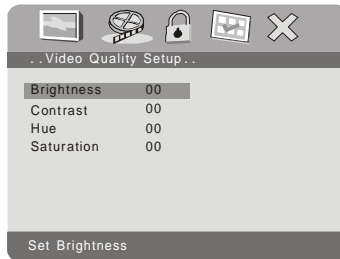 ..Video Quality Setup..
Brightness 00
Contrast 00
Hue 00
Saturation 00
Set Brightness